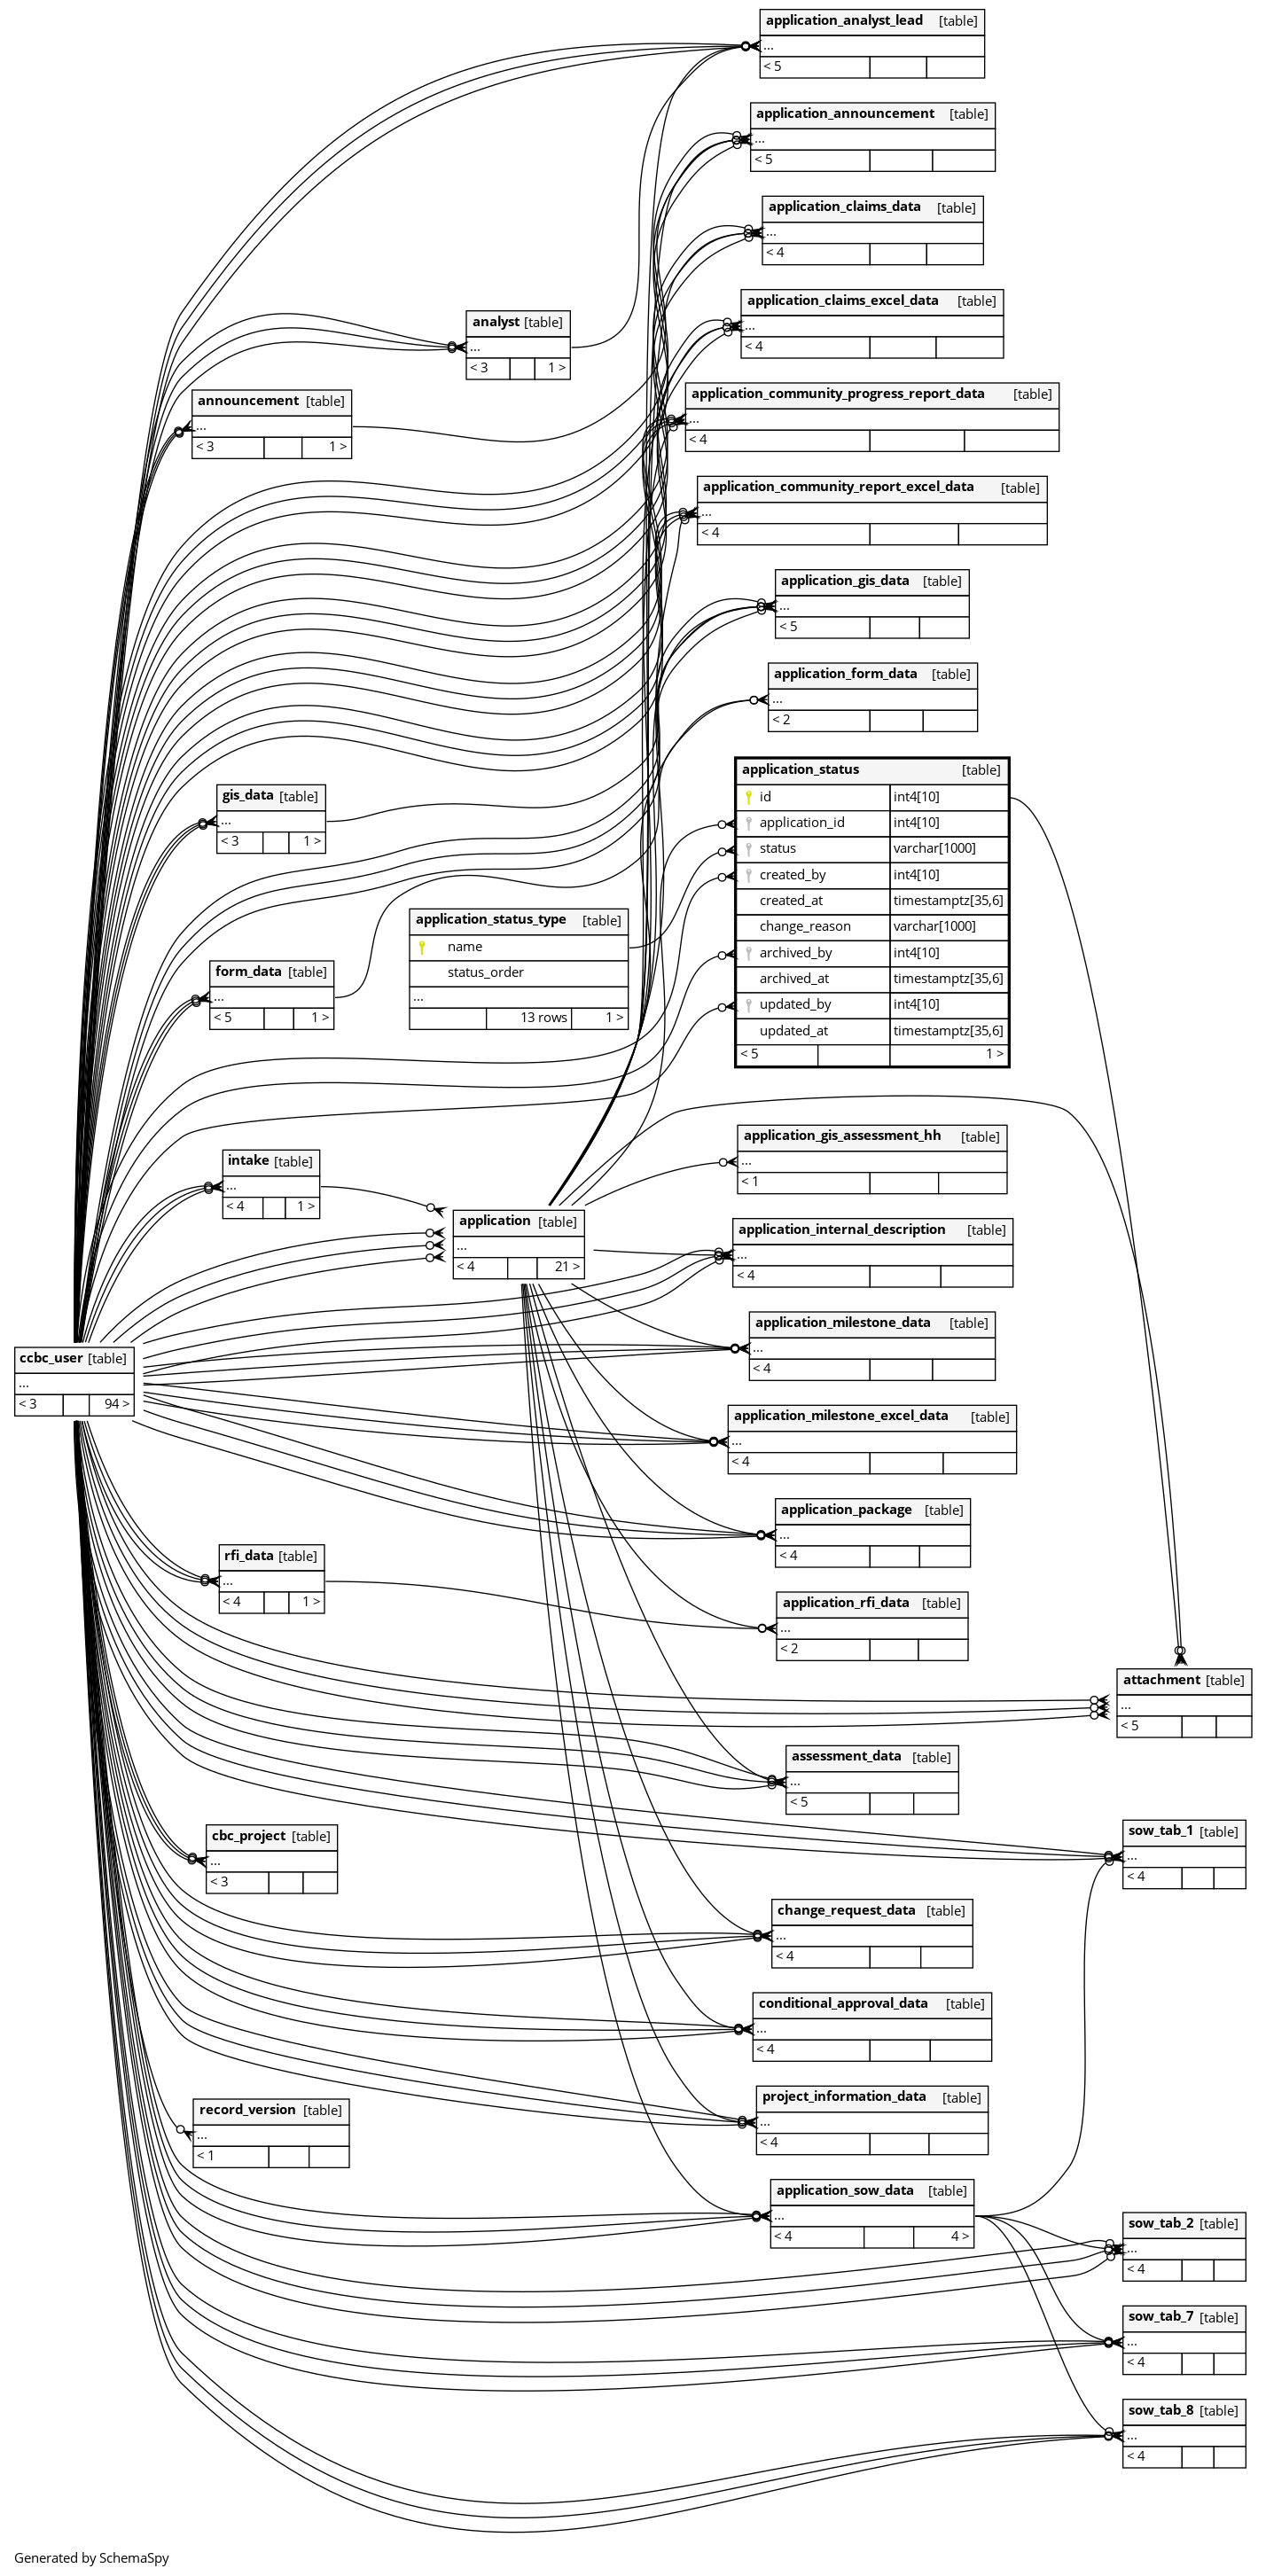 application_analyst_lead [table]
...
< 5
application_announcement [table]
...
< 5
application_claims_data [table]
...
< 4
application_claims_excel_data [table]
...
< 4
analyst [table]
...
< 3 1 >
announcement [table]
...
< 3 1 >
application_community_progress_report_data [table]
...
< 4
application_community_report_excel_data [table]
...
< 4
application_gis_data [table]
...
< 5
application_form_data [table]
...
< 2
application_status [table]
id int4[10]
application_id int4[10]
status varchar[1000]
created_by int4[10]
created_at timestamptz[35,6]
change_reason varchar[1000]
archived_by int4[10]
archived_at timestamptz[35,6]
updated_by int4[10]
updated_at timestamptz[35,6]
< 5 1 >
gis_data [table]
...
< 3 1 >
application_status_type [table]
name
status_order
...
13 rows 1 >
form_data [table]
...
< 5 1 >
intake [table]
...
< 4 1 >
application [table]
...
< 4 21 >
application_gis_assessment_hh [table]
...
< 1
application_internal_description [table]
...
< 4
application_milestone_data [table]
...
< 4
ccbc_user [table]
...
< 3 94 >
application_milestone_excel_data [table]
...
< 4
application_package [table]
...
< 4
rfi_data [table]
...
< 4 1 >
application_rfi_data [table]
...
< 2
attachment [table]
...
< 5
assessment_data [table]
...
< 5
cbc_project [table]
...
< 3
sow_tab_1 [table]
...
< 4
change_request_data [table]
...
< 4
conditional_approval_data [table]
...
< 4
project_information_data [table]
...
< 4
record_version [table]
...
< 1
application_sow_data [table]
...
< 4 4 >
sow_tab_2 [table]
...
< 4
sow_tab_7 [table]
...
< 4
sow_tab_8 [table]
...
< 4
Generated by SchemaSpy